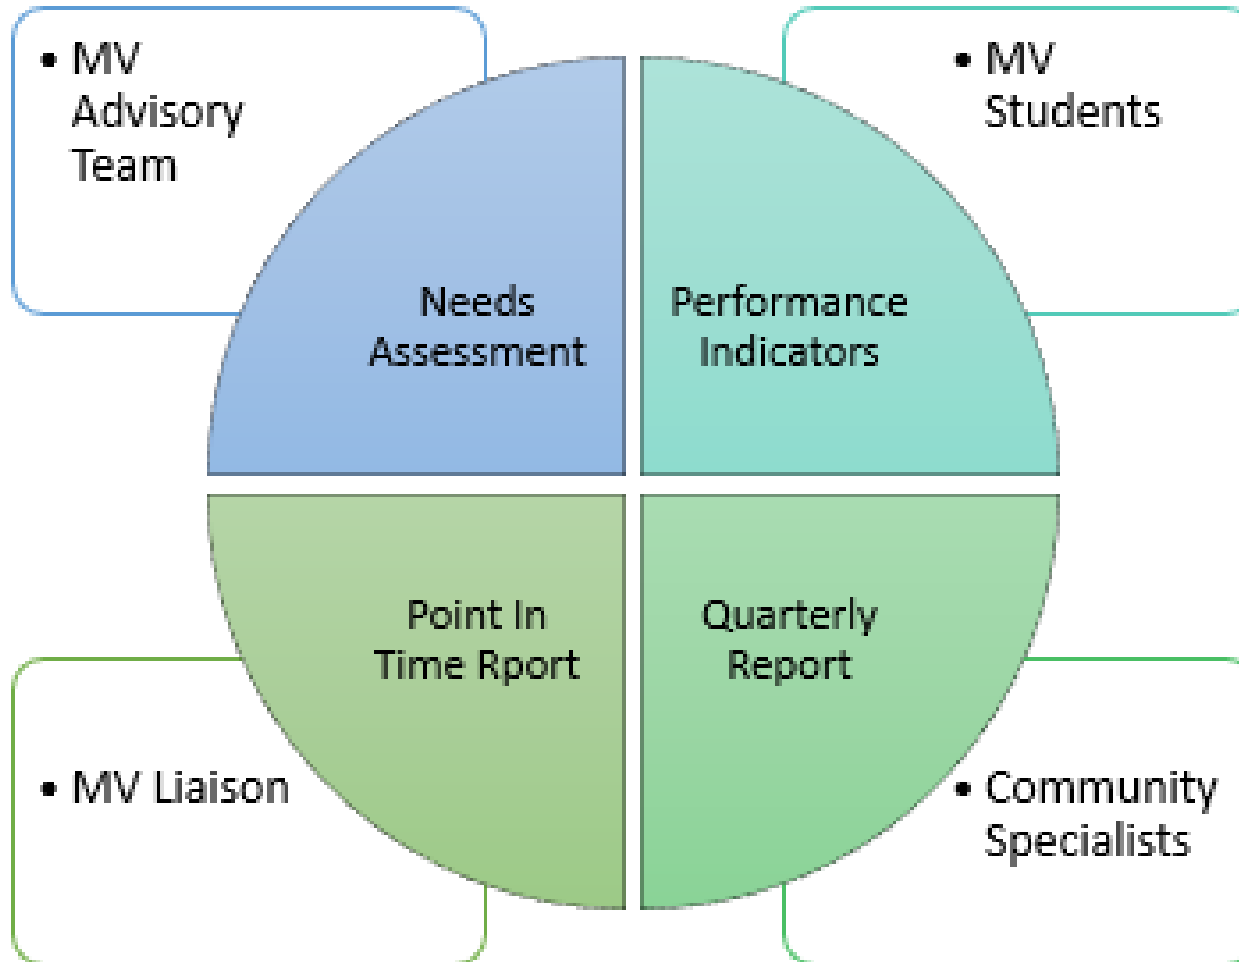 • MV
Advisory
Team
• MV
Students
Needs
Assessment
Performance
Indicators
Point In
Time Rport
Quarterly
Report
• MV Liaison
• Community
Specialists